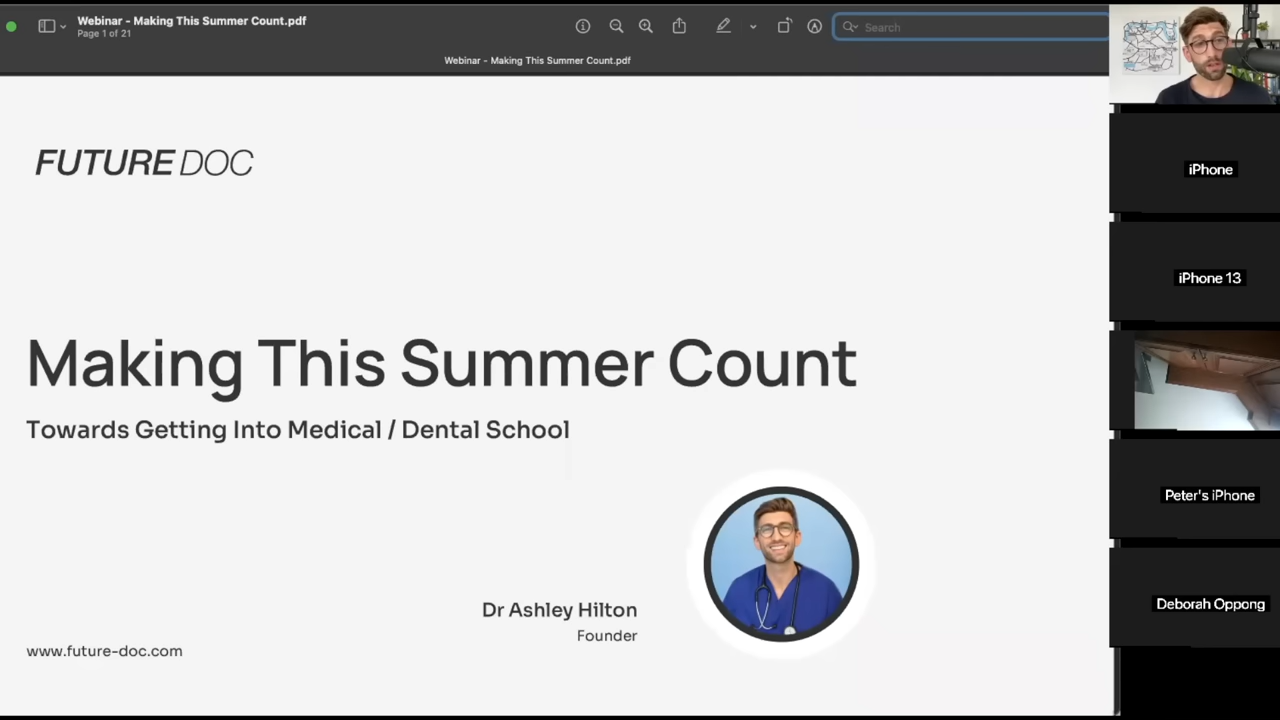 Webinar - Making This Summer Count.pdf
Page 1 of 21
Search
Webinar - Making This Summer Count.pdf
FUTURE DOC
Making This Summer Count
Towards Getting Into Medical / Dental School
Dr Ashley Hilton
Founder
www.future-doc.com
iPhone
iPhone 13
Peter's iPhone
Deborah Oppong